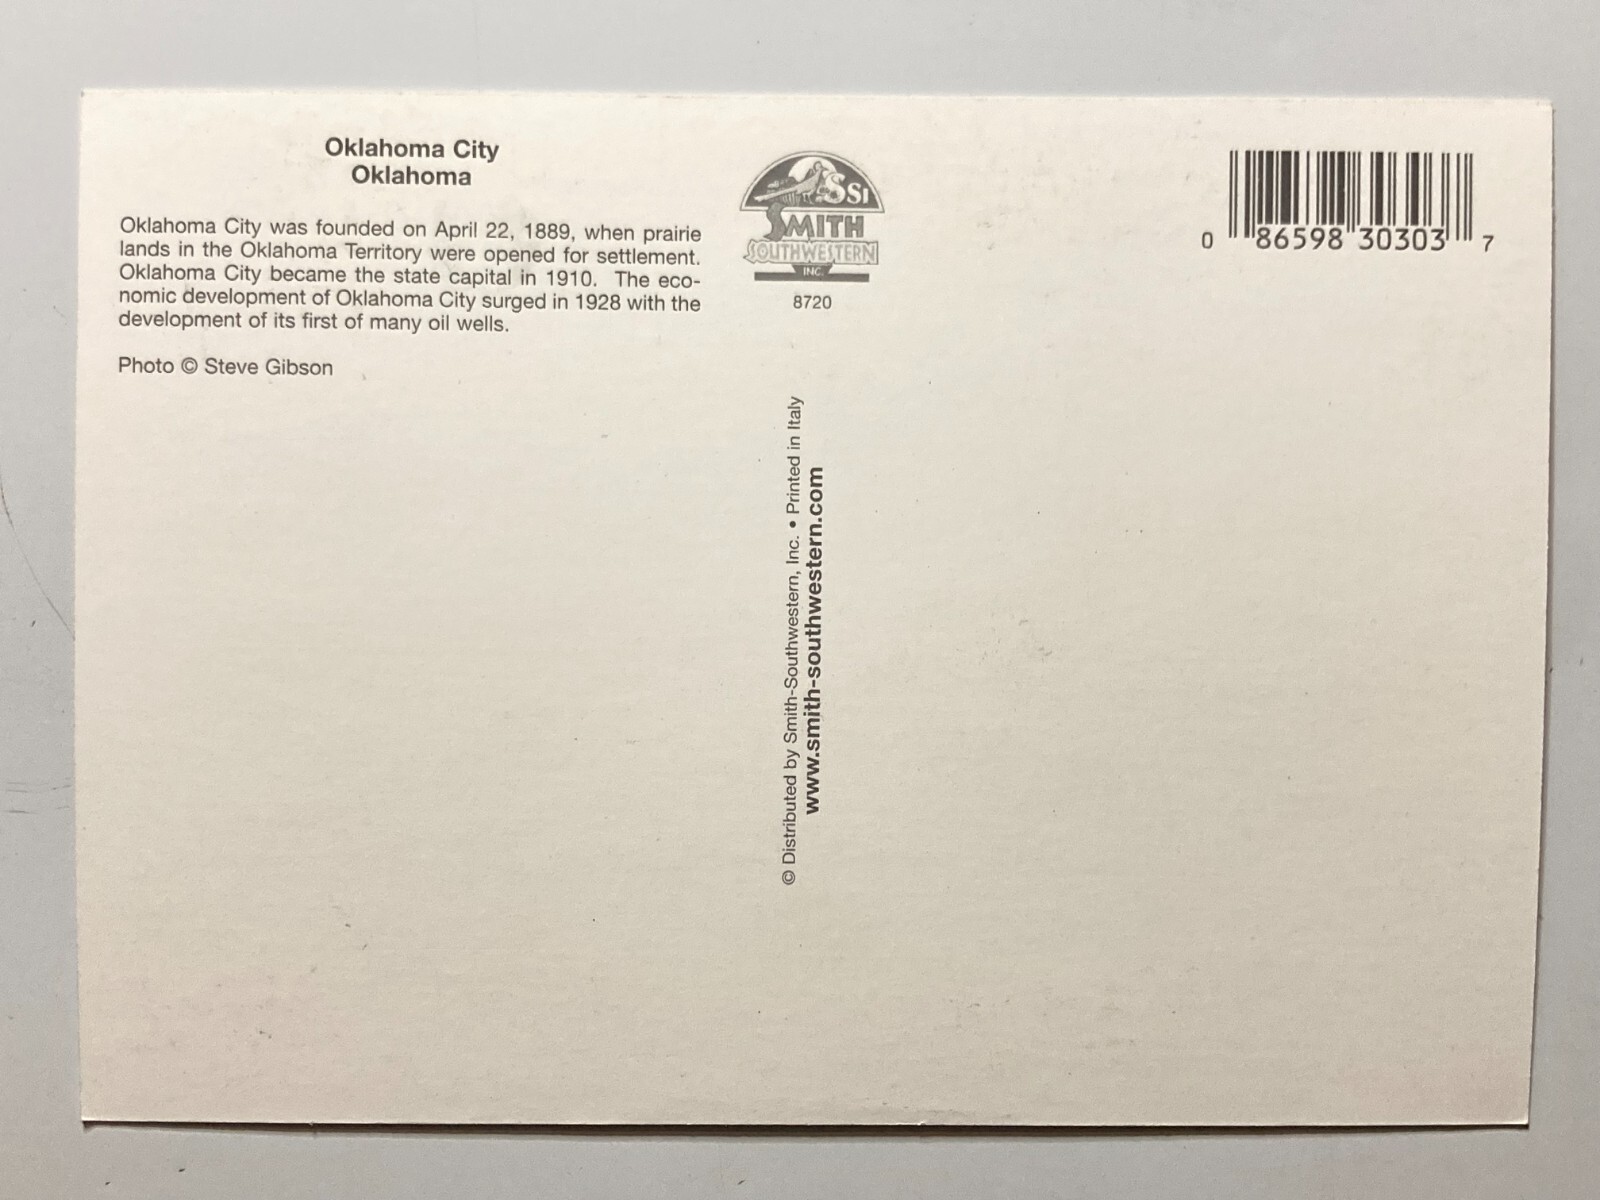 Oklahoma City
Oklahoma
Oklahoma City was founded on April 22, 1889, when prairie
lands in the Oklahoma Territory were opened for settlement.
Oklahoma City became the state capital in 1910.  The eco-
nomic development of Oklahoma City surged in 1928 with the
development of its first of many oil wells.
Photo © Steve Gibson
SSI
SMITH
SOUTHWESTERN
INC.
8720
© Distributed by Smith-Southwestern, Inc. • Printed in Italy
www.smith-southwestern.com
0 86598 30303 7